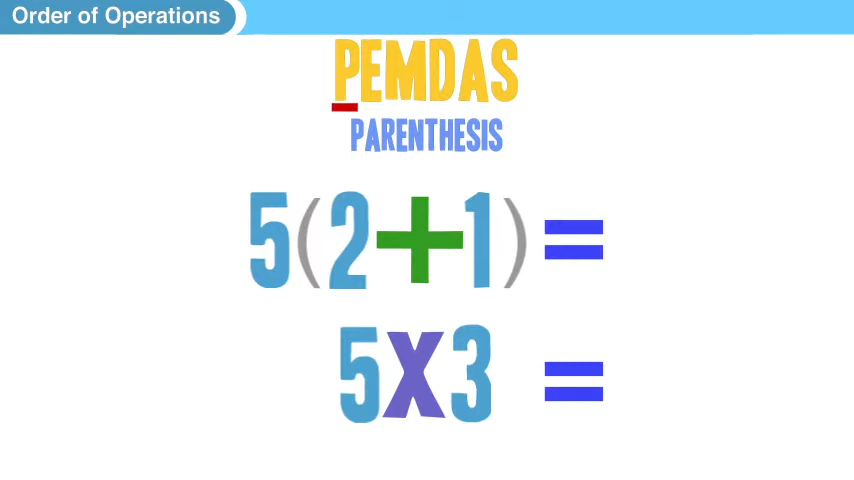 Order of Operations
PEMDAS
PARENTHESIS
5(2+1)=
5x3 =